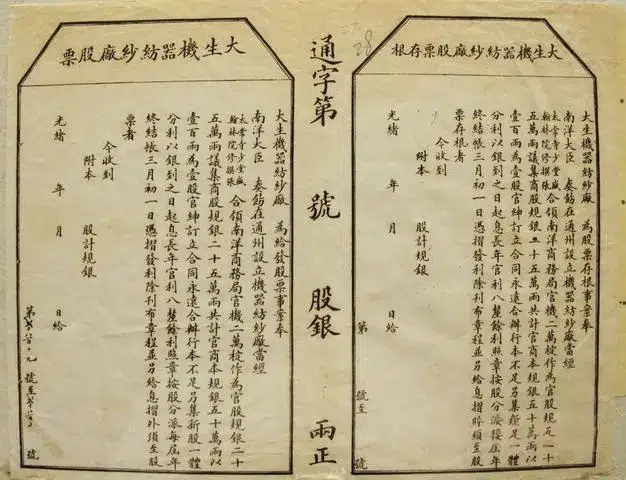 大生機器紡紗廠股票存根
大生機器紡紗廠　為股票存根事案奉
南洋大臣　奏飭在通州設立機器紡紗廠當經
太常寺少堂盛
翰林院修撰張
合領南洋商務局官機二萬梃作為官股規銀二十
五萬兩議集商股規銀二十五萬兩共計官商本規銀五十萬兩以
壹百兩為壹股官紳訂立合同永遠合辦行本不足另集新股一體
分利以銀到之日起息長年官利八釐餘利照章按股分派每屆年
終結帳三月初一日憑摺發利除刊布章程並另給息摺外須至股
票存根者
今收到
附本　股計規銀
光緒　年　月　日給
第　號至　號
通字第　號　股銀　兩正
大生機器紡紗廠股票
大生機器紡紗廠　為給發股票事案奉
南洋大臣　奏飭在通州設立機器紡紗廠當經
太常寺少堂盛
翰林院修撰張
合領南洋商務局官機二萬梃作為官股規銀二十
五萬兩議集商股規銀二十五萬兩共計官商本規銀五十萬兩以
壹百兩為壹股官紳訂立合同永遠合辦行本不足另集新股一體
分利以銀到之日起息長年官利八釐餘利照章按股分派每屆年
終結帳三月初一日憑摺發利除刊布章程並另給息摺外須至股
票者
今收到
附本　股計規銀
光緒　年　月　日給
第　號至　號